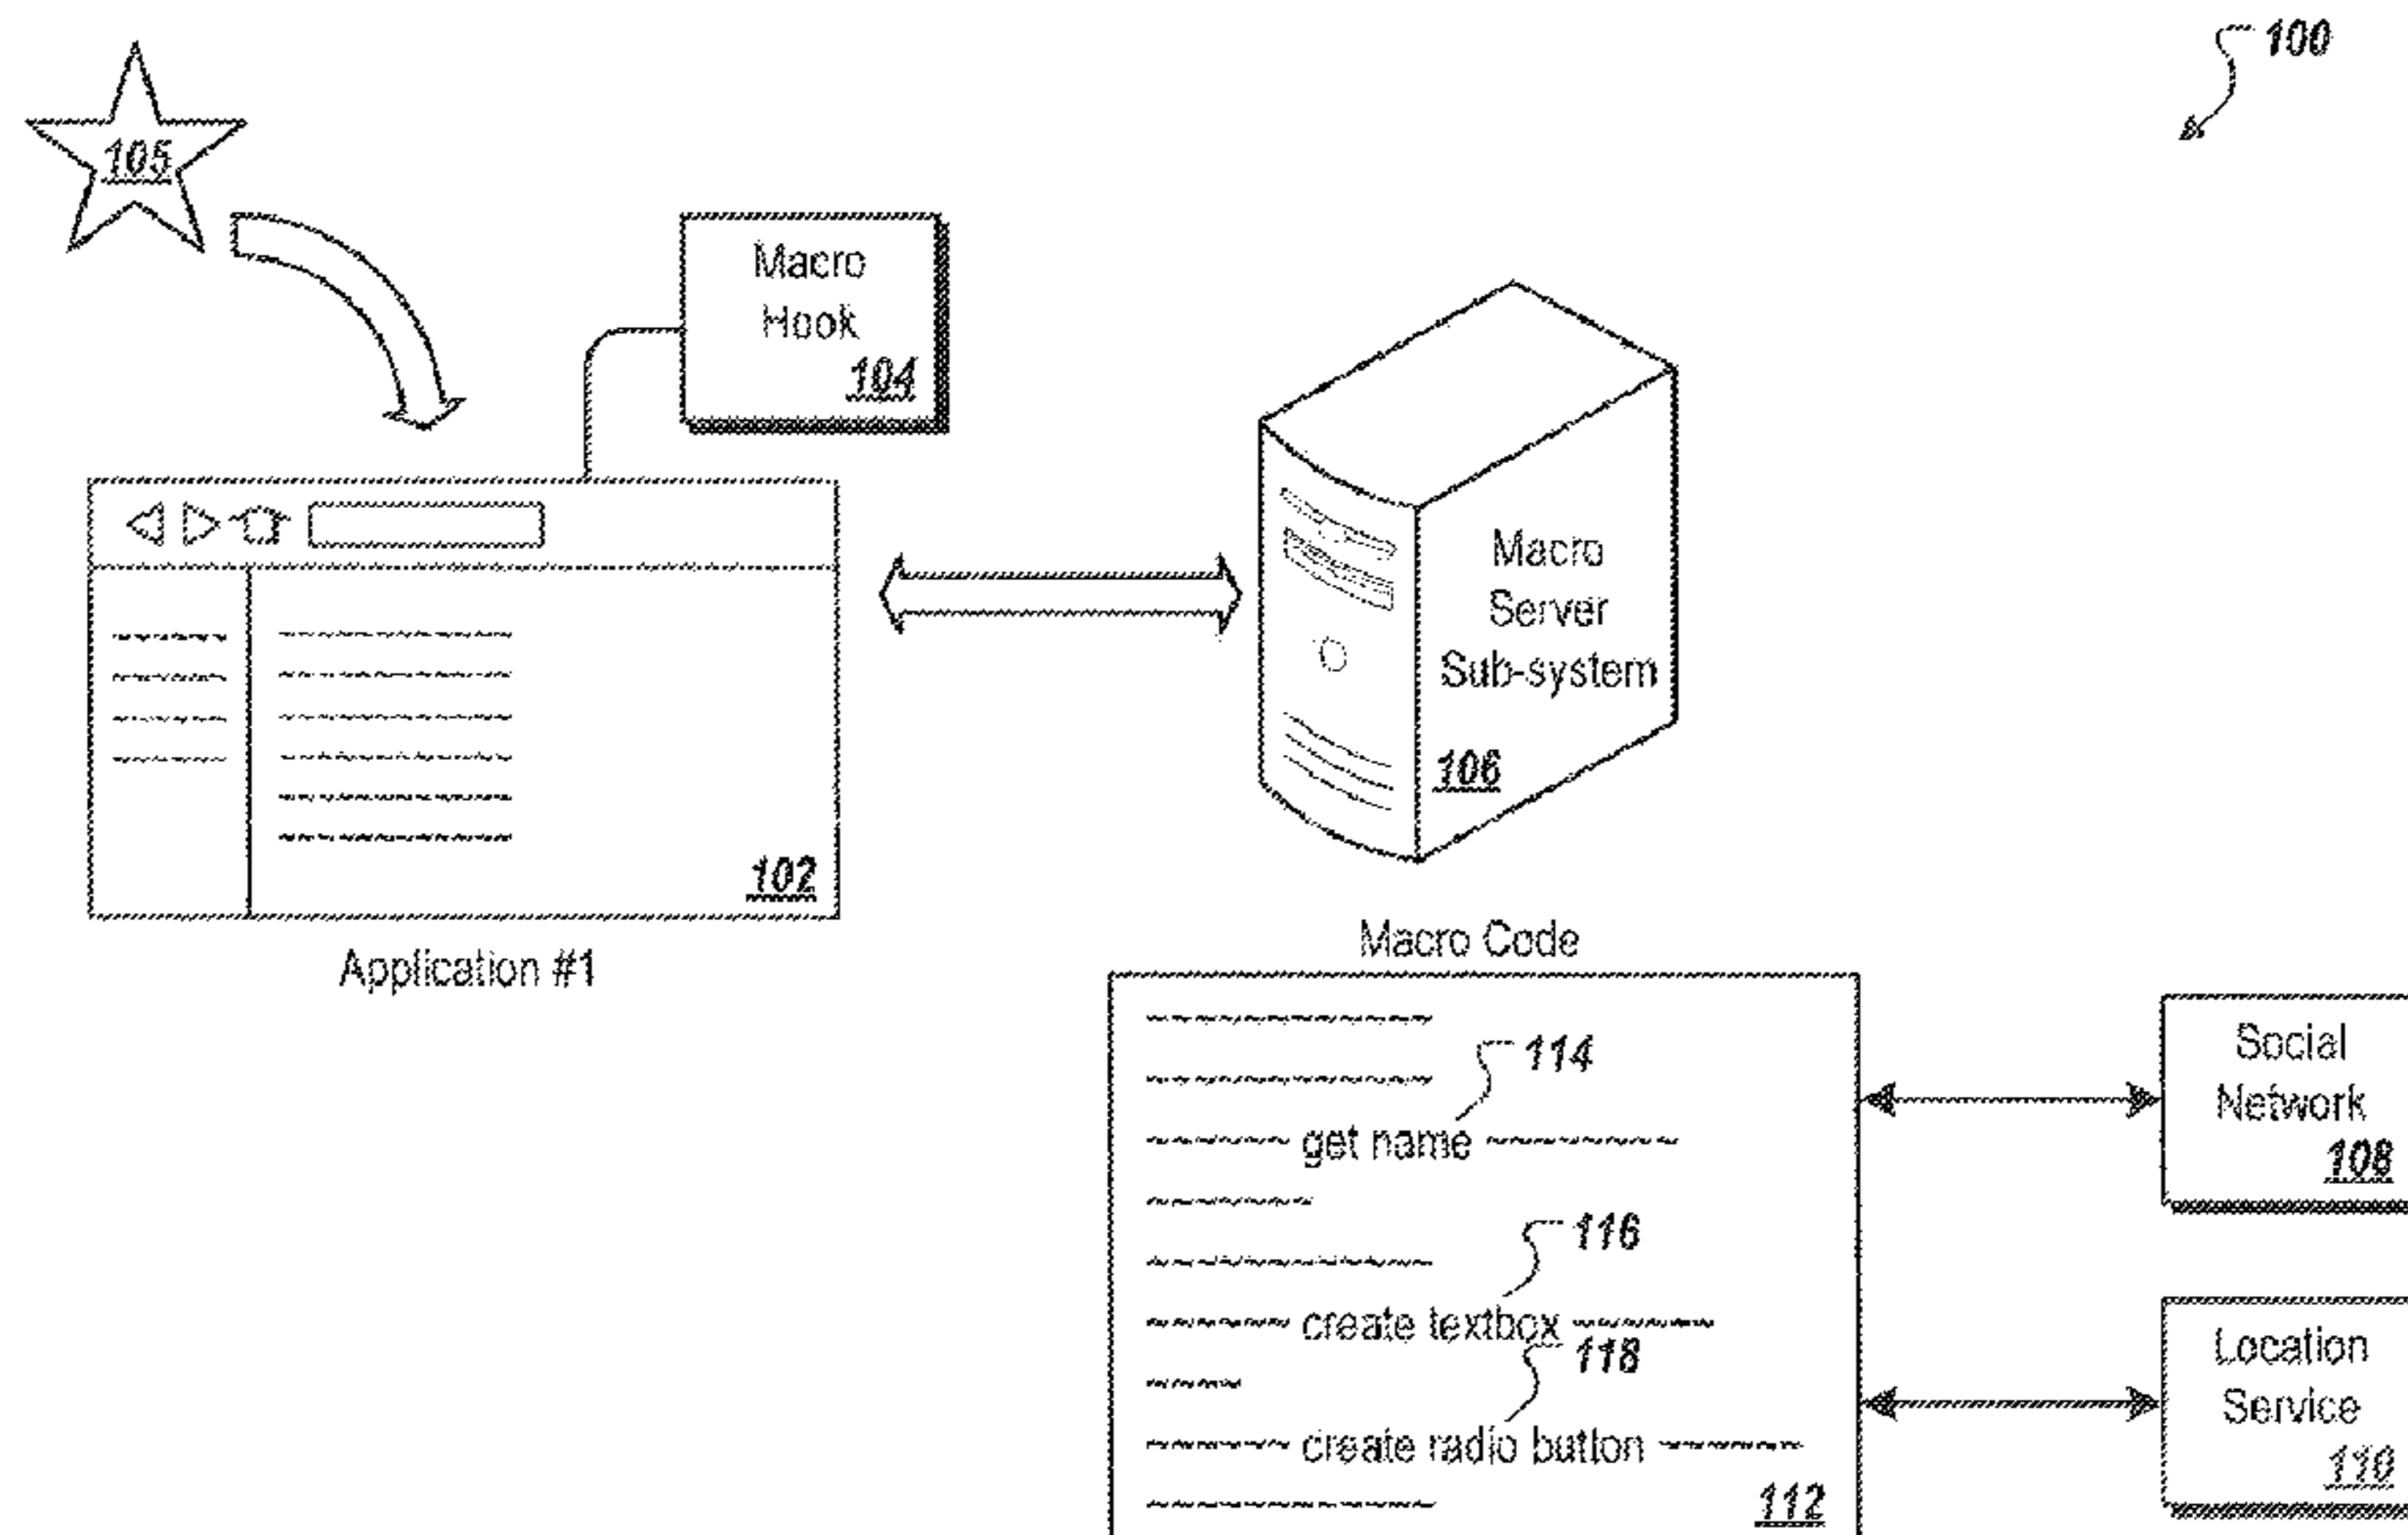 100
105
Macro
Hook
104
Macro
Server
Sub-system
106
102
Application #1
Macro Code
114
get name
116
create textbox
118
create radio button
112
Social
Network
108
Location
Service
110